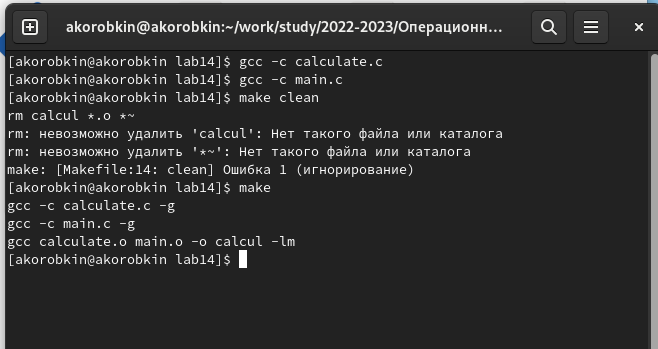 akorobkin@akorobkin:~/work/study/2022-2023/Операционн...
[akorobkin@akorobkin lab14]$ gcc -c calculate.c
[akorobkin@akorobkin lab14]$ gcc -c main.c
[akorobkin@akorobkin lab14]$ make clean
rm calcul *.o *~
rm: невозможно удалить 'calcul': Нет такого файла или каталога
rm: невозможно удалить '*~': Нет такого файла или каталога
make: [Makefile:14: clean] Ошибка 1 (игнорирование)
[akorobkin@akorobkin lab14]$ make
gcc -c calculate.c -g
gcc -c main.c -g
gcc calculate.o main.o -o calcul -lm
[akorobkin@akorobkin lab14]$